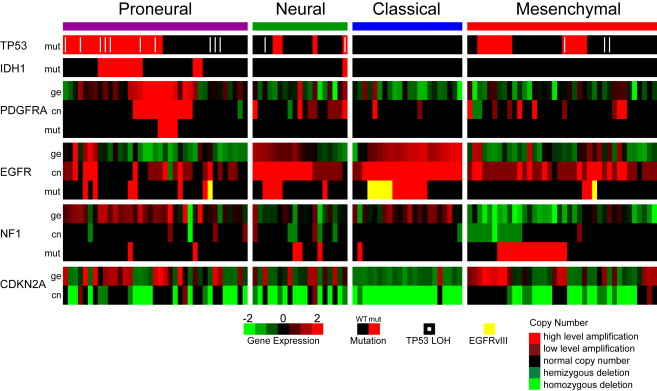 Proneural Neural Classical Mesenchymal
TP53 mut
IDH1 mut
ge
PDGFRA cn
mut
ge
EGFR cn
mut
ge
NF1 cn
mut
ge
CDKN2A
cn
-2 0 2
Gene Expression
WT mut
Mutation
TP53 LOH
EGFRvIII
Copy Number
high level amplification
low level amplification
normal copy number
hemizygous deletion
homozygous deletion